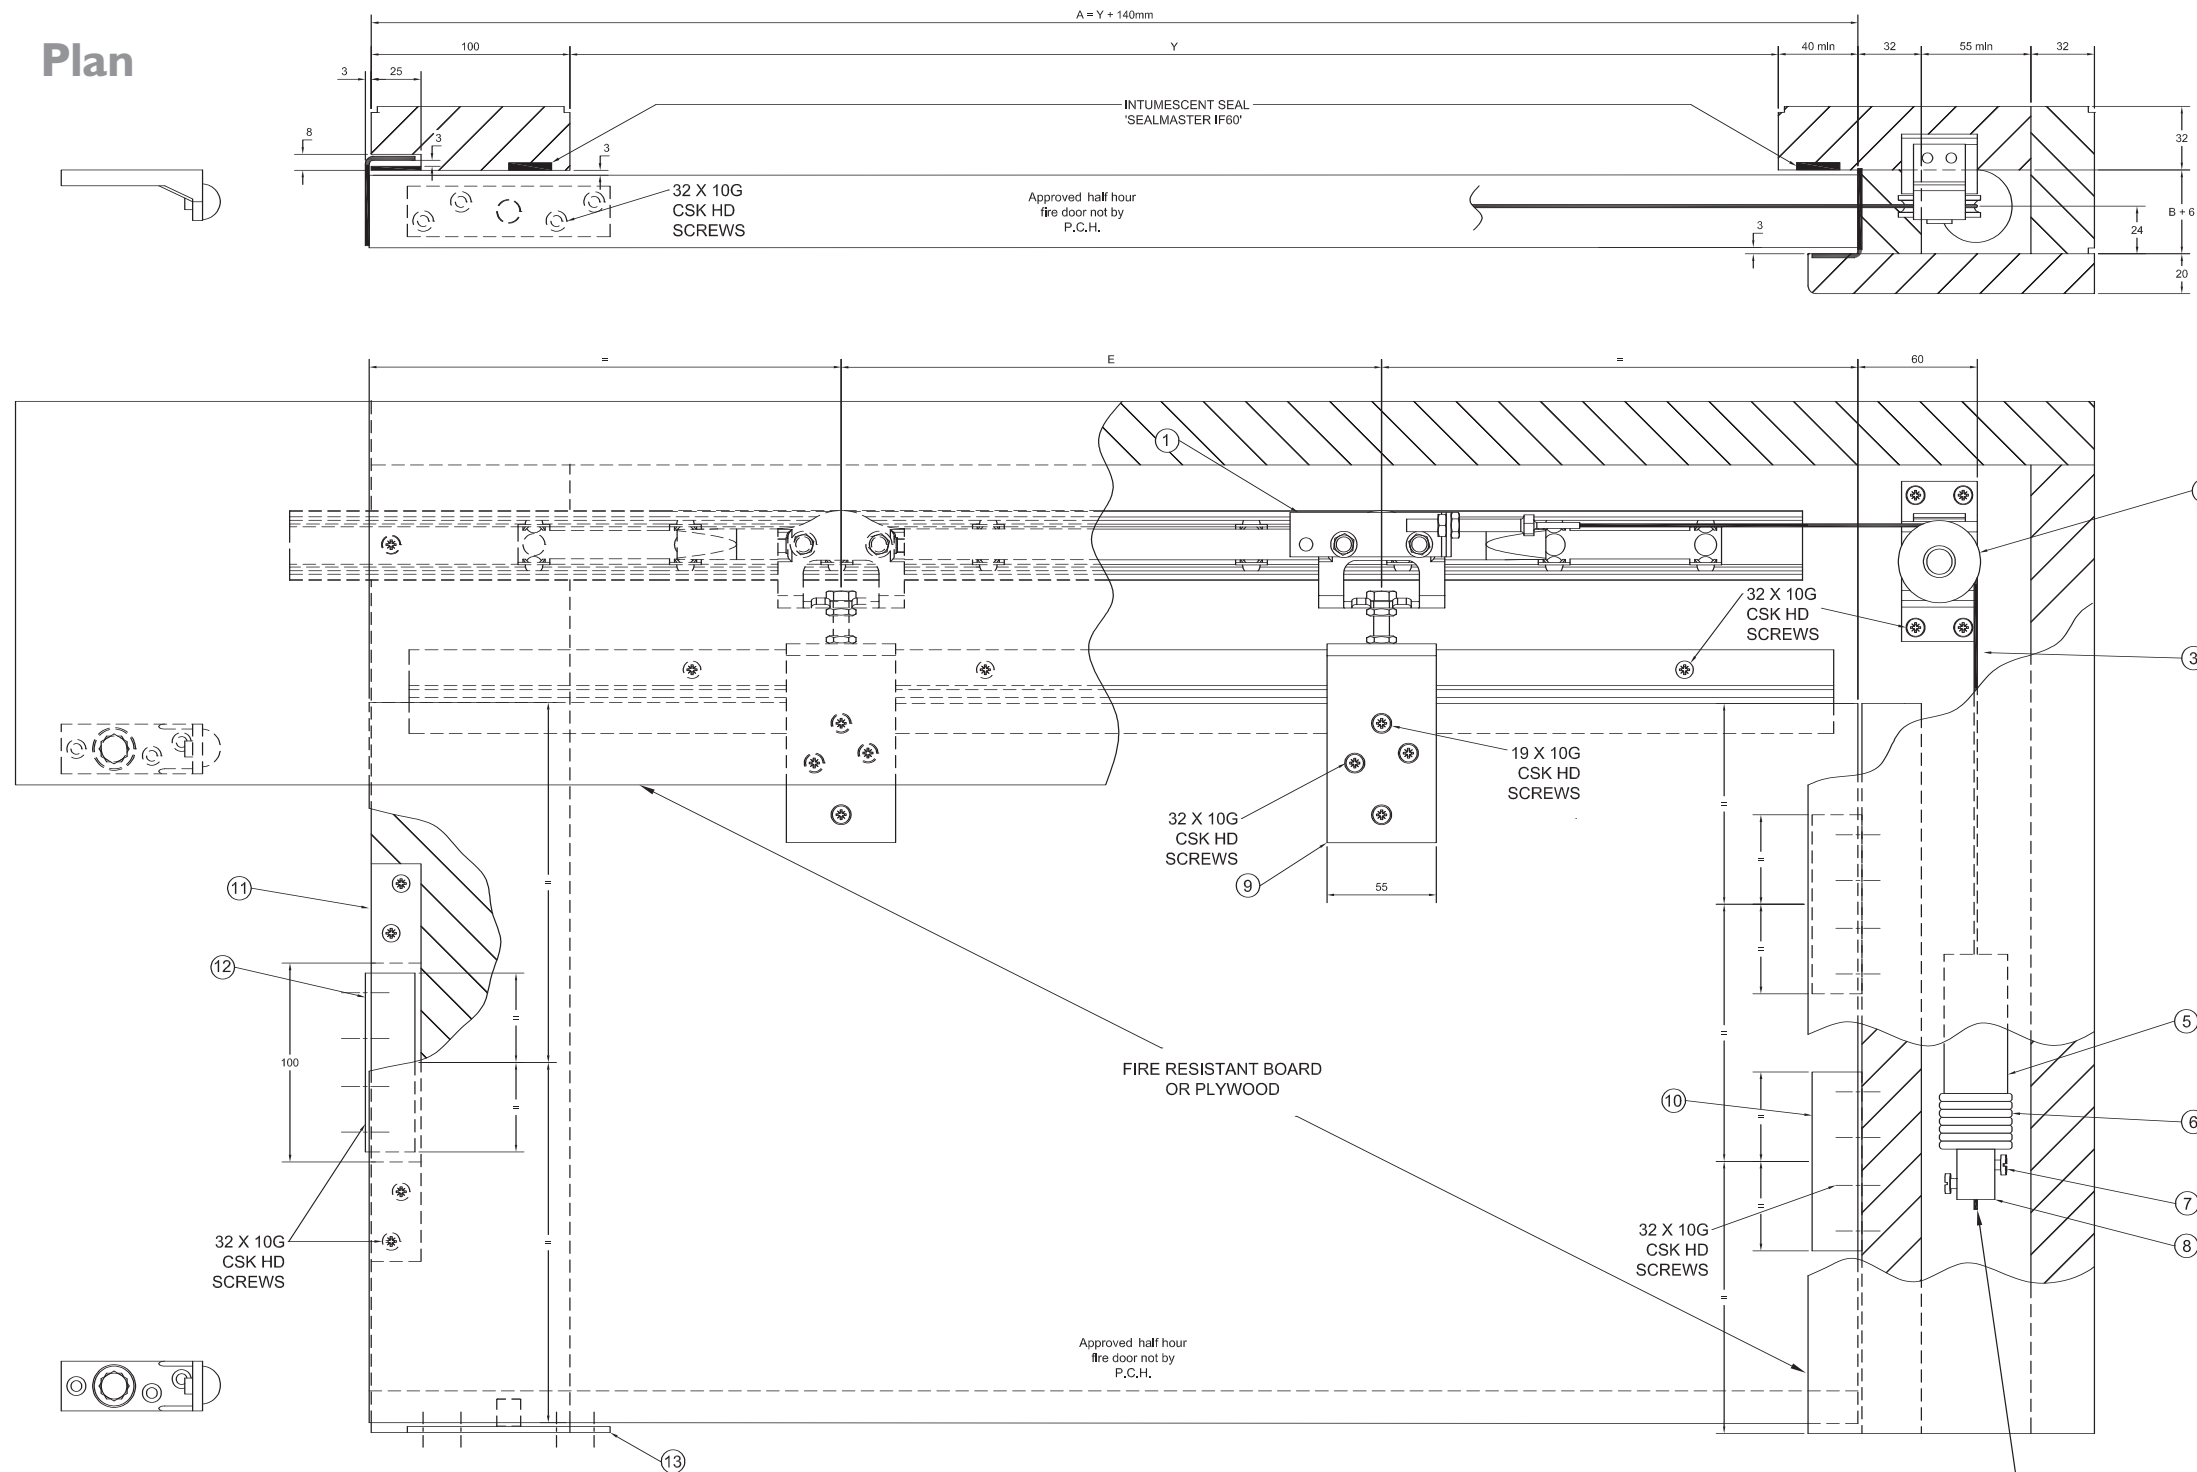 Plan
A = Y + 140mm
100
Y
40 min
32
55 min
32
3
25
INTUMESCENT SEAL
'SEALMASTER IF60'
8
3
3
32
32 X 10G
CSK HD
SCREWS
Approved half hour
fire door not by
P.C.H.
B + 6
24
3
20
=
E
=
60
1
32 X 10G
CSK HD
SCREWS
3
19 X 10G
CSK HD
SCREWS
=
32 X 10G
CSK HD
SCREWS
=
=
11
9
55
=
12
=
=
5
100
FIRE RESISTANT BOARD
OR PLYWOOD
10
=
=
6
7
=
32 X 10G
CSK HD
SCREWS
=
32 X 10G
CSK HD
SCREWS
8
=
Approved half hour
fire door not by
P.C.H.
13